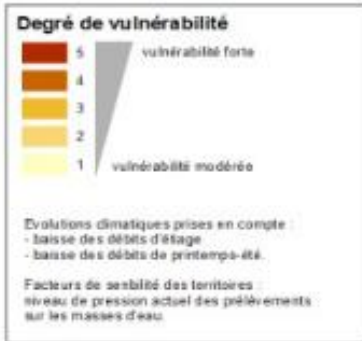 Degré de vulnérabilité
5 vulnérabilité forte
4
3
2
1 vulnérabilité modérée
Evolutions climatiques prises en compte :
- baisse des débits d'étiage
- baisse des débits de printemps-été.
Facteurs de senbilité des territoires :
niveau de pression actuel des prélèvements
sur les masses d'eau.